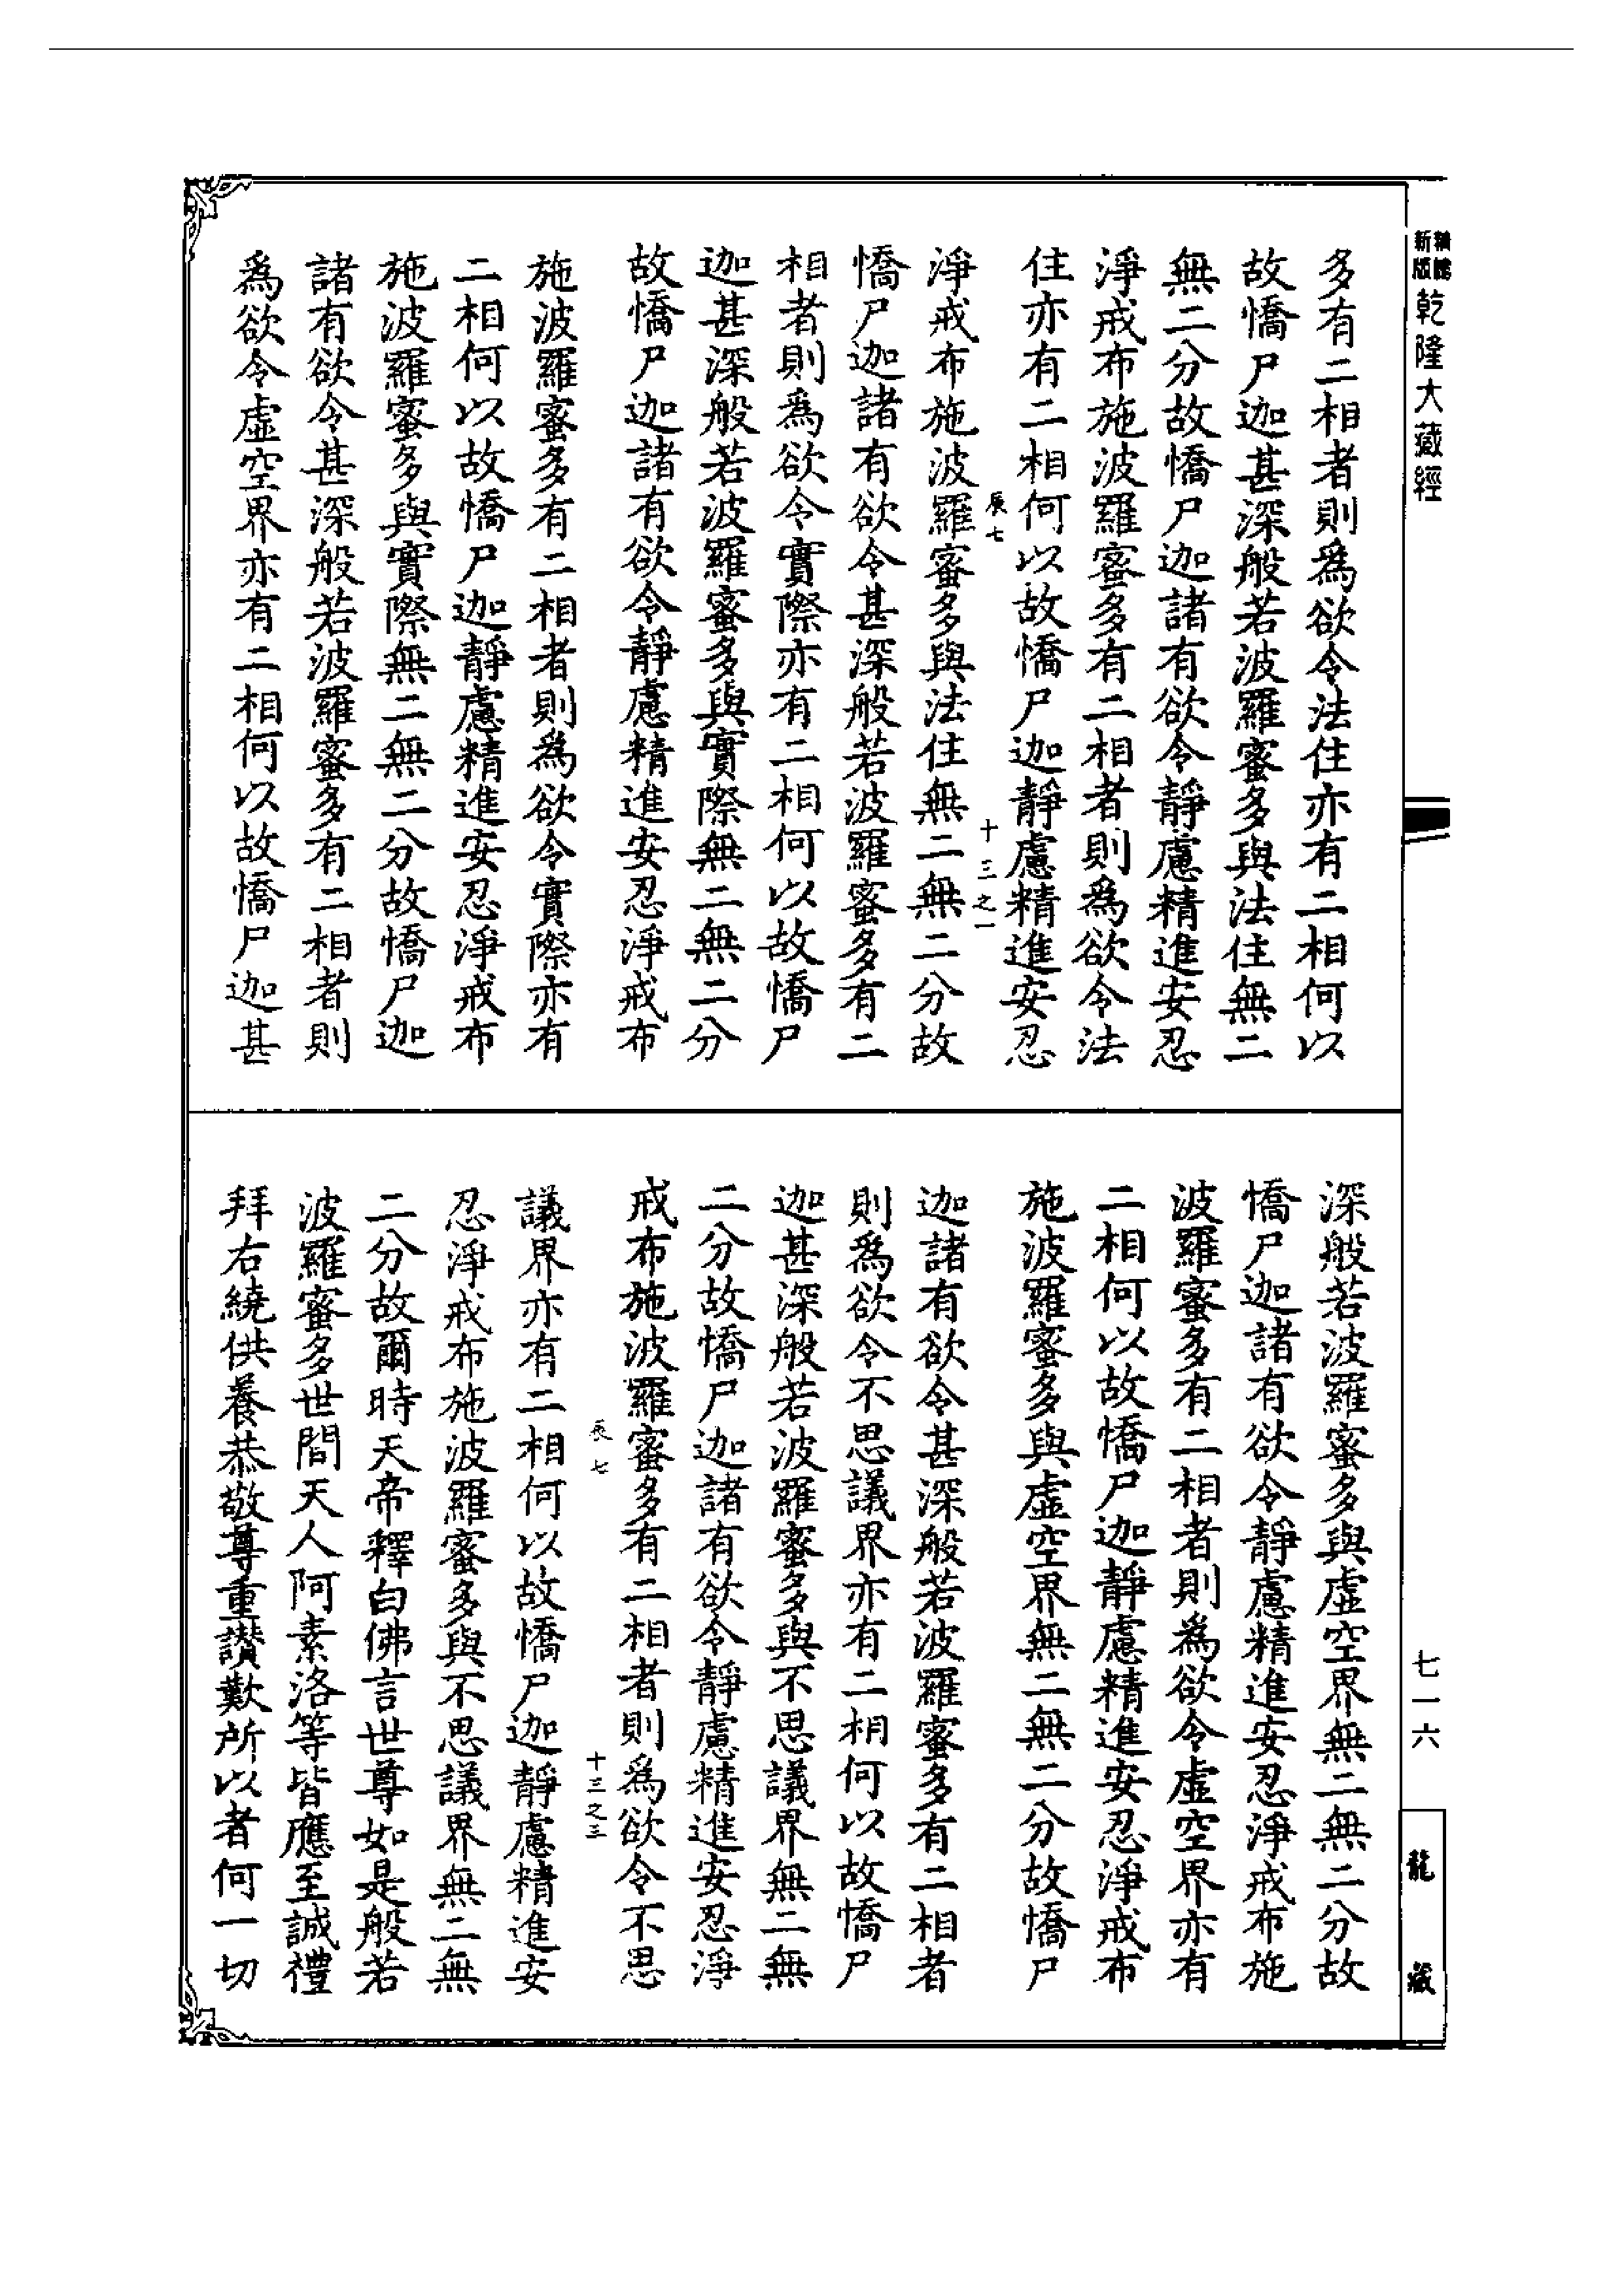 多有二相者則爲欲令法住亦有二相何以
故憍尸迦甚深般若波羅蜜多與法住無二
無二分故憍尸迦諸有欲令靜慮精進安忍
淨戒布施波羅蜜多有二相者則爲欲令法
住亦有二相何以故憍尸迦靜慮精進安忍
辰七 十三之一
淨戒布施波羅蜜多與法住無二無二分故
憍尸迦諸有欲令甚深般若波羅蜜多有二
相者則爲欲令實際亦有二相何以故憍尸
迦甚深般若波羅蜜多與實際無二無二分
故憍尸迦諸有欲令靜慮精進安忍淨戒布
施波羅蜜多有二相者則爲欲令實際亦有
二相何以故憍尸迦靜慮精進安忍淨戒布
施波羅蜜多與實際無二無二分故憍尸迦
諸有欲令甚深般若波羅蜜多有二相者則
爲欲令虛空界亦有二相何以故憍尸迦甚
深般若波羅蜜多與虛空界無二無二分故
憍尸迦諸有欲令靜慮精進安忍淨戒布施
波羅蜜多有二相者則爲欲令虛空界亦有
二相何以故憍尸迦靜慮精進安忍淨戒布
施波羅蜜多與虛空界無二無二分故憍尸
迦諸有欲令甚深般若波羅蜜多有二相者
則爲欲令不思議界亦有二相何以故憍尸
迦甚深般若波羅蜜多與不思議界無二無
二分故憍尸迦諸有欲令靜慮精進安忍淨
戒布施波羅蜜多有二相者則爲欲令不思
辰七 十三之三
議界亦有二相何以故憍尸迦靜慮精進安
忍淨戒布施波羅蜜多與不思議界無二無
二分故爾時天帝釋白佛言世尊如是般若
波羅蜜多世間天人阿素洛等皆應至誠禮
拜右繞供養恭敬尊重讚歎所以者何一切
新版
乾隆大藏經
七一六
龍藏